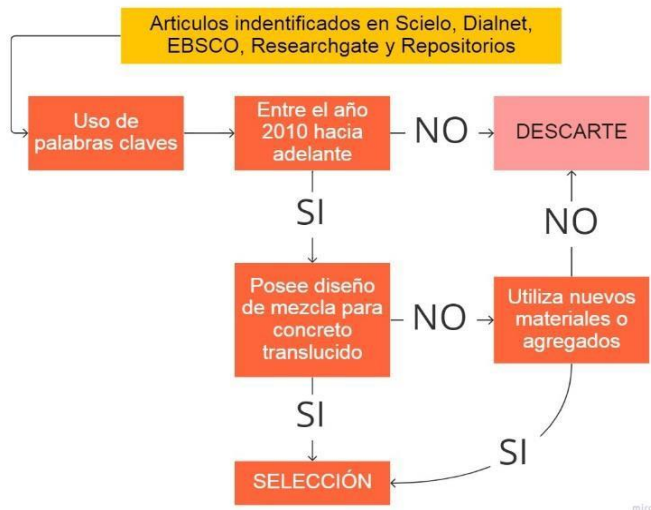 Articulos indentificados en Scielo, Dialnet,
EBSCO, Researchgate y Repositorios
Uso de
palabras claves
Entre el año
2010 hacia
adelante
NO
DESCARTE
SI
NO
Posee diseño
de mezcla para
concreto
translucido
NO
Utiliza nuevos
materiales o
agregados
SI
SI
SELECCIÓN
miro